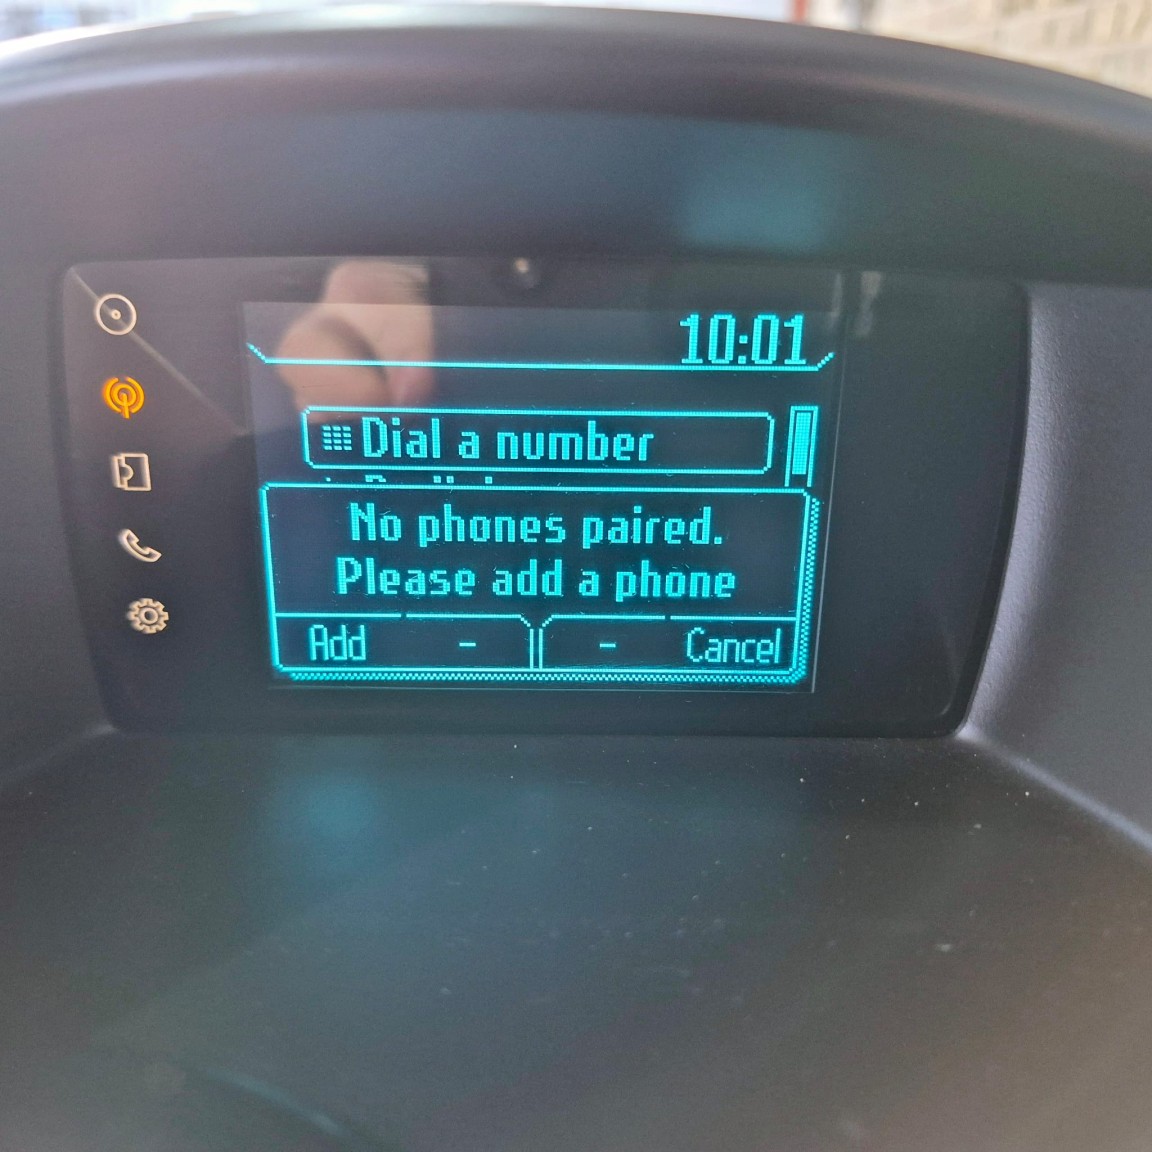 10:01
Dial a number
No phones paired.
Please add a phone
Add - - Cancel